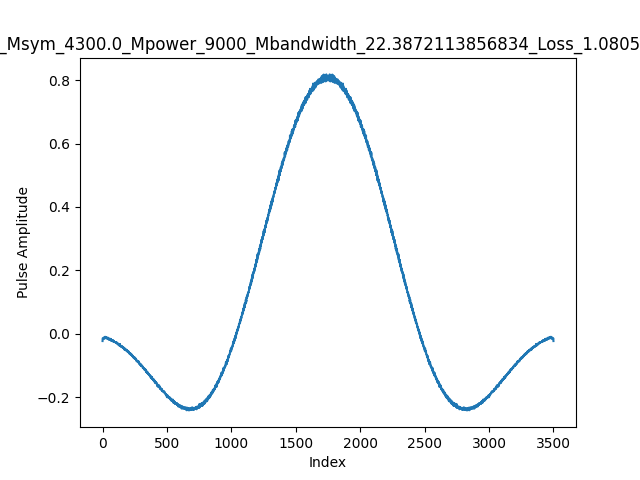 _Msym_4300.0_Mpower_9000_Mbandwidth_22.3872113856834_Loss_1.0805
Pulse Amplitude
0.8
0.6
0.4
0.2
0.0
−0.2
0 500 1000 1500 2000 2500 3000 3500
Index